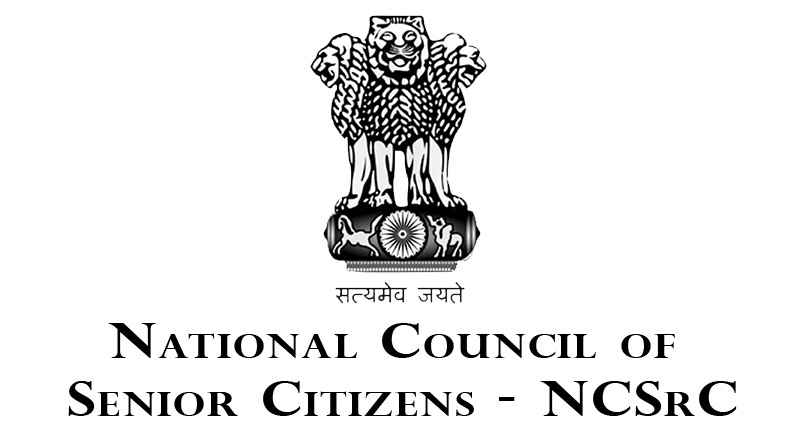 सत्यमेव जयते
National Council of
Senior Citizens - NCSrC